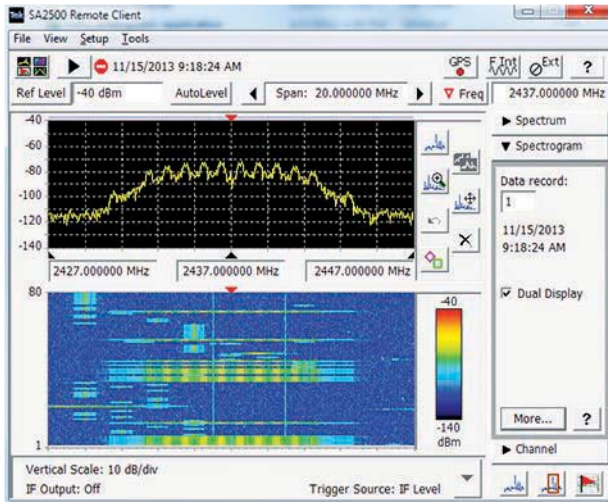 Tek SA2500 Remote Client
File View Setup Tools
11/15/2013 9:18:24 AM
GPS F Int Ext ?
Ref Level -40 dBm AutoLevel Span: 20.000000 MHz Freq 2437.000000 MHz
-40
-60
-80
-100
-120
-140
2427.000000 MHz 2437.000000 MHz 2447.000000 MHz
80
1
-40
-140
dBm
Spectrum
Spectrogram
Data record:
1
11/15/2013
9:18:24 AM
Dual Display
More... ?
Channel
Vertical Scale: 10 dB/div
IF Output: Off Trigger Source: IF Level